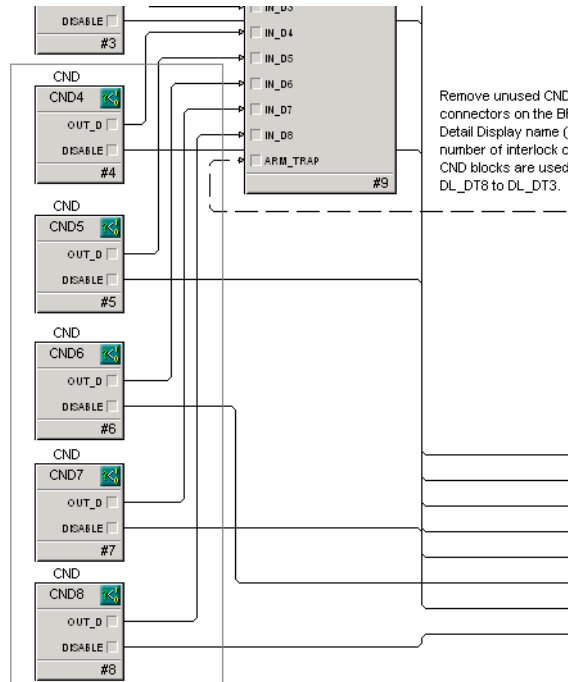 DISABLE
#3
CND
CND4
OUT_D
DISABLE
#4
CND
CND5
OUT_D
DISABLE
#5
CND
CND6
OUT_D
DISABLE
#6
CND
CND7
OUT_D
DISABLE
#7
CND
CND8
OUT_D
DISABLE
#8
IN_D3
IN_D4
IN_D5
IN_D6
IN_D7
IN_D8
ARM_TRAP
#9
Remove unused CND
connectors on the
Detail Display name (
number of interlock
CND blocks are used
DL_DT8 to DL_DT3.